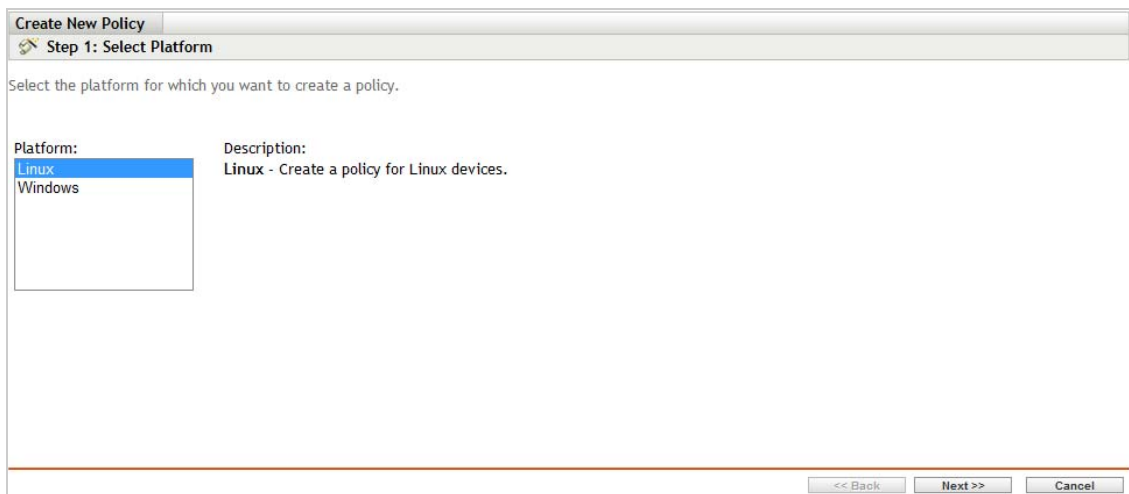 Create New Policy
Step 1: Select Platform
Select the platform for which you want to create a policy.
Platform:
Linux
Windows
Description:
Linux - Create a policy for Linux devices.
<< Back
Next >>
Cancel